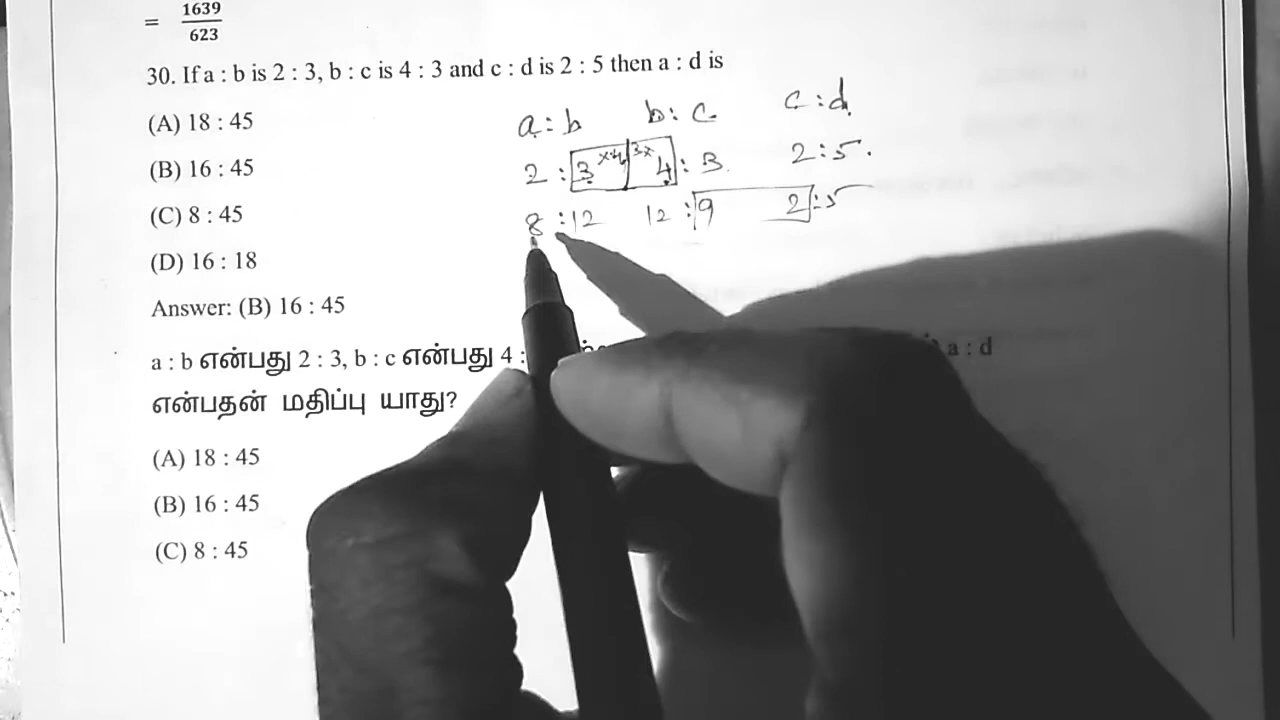 = 1639
623
30. If a : b is 2 : 3, b : c is 4 : 3 and c : d is 2 : 5 then a : d is
(A) 18 : 45
(B) 16 : 45
(C) 8 : 45
(D) 16 : 18
Answer: (B) 16 : 45
a : b b : c c : d
2 : 3 ×4 3× 4 : 3 2 : 5
8 : 12 12 : 9 2 : 5
a : b என்பது 2 : 3, b : c என்பது 4 : a : d
என்பதன் மதிப்பு யாது?
(A) 18 : 45
(B) 16 : 45
(C) 8 : 45